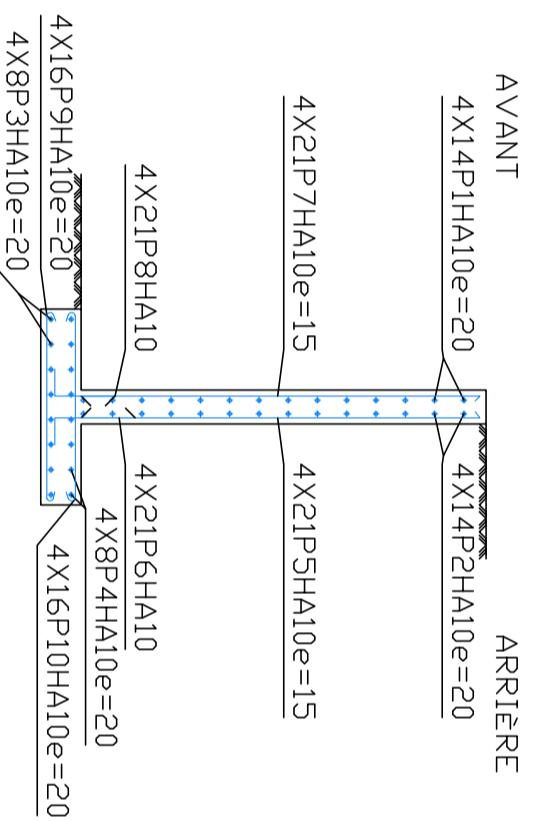 AVANT
ARRIÈRE
4X14P1HA10e=20
4X14P2HA10e=20
4X21P7HA10e=15
4X21P5HA10e=15
4X21P8HA10
4X21P6HA10
4X16P9HA10e=20
4X8P4HA10e=20
4X8P3HA10e=20
4X16P10HA10e=20